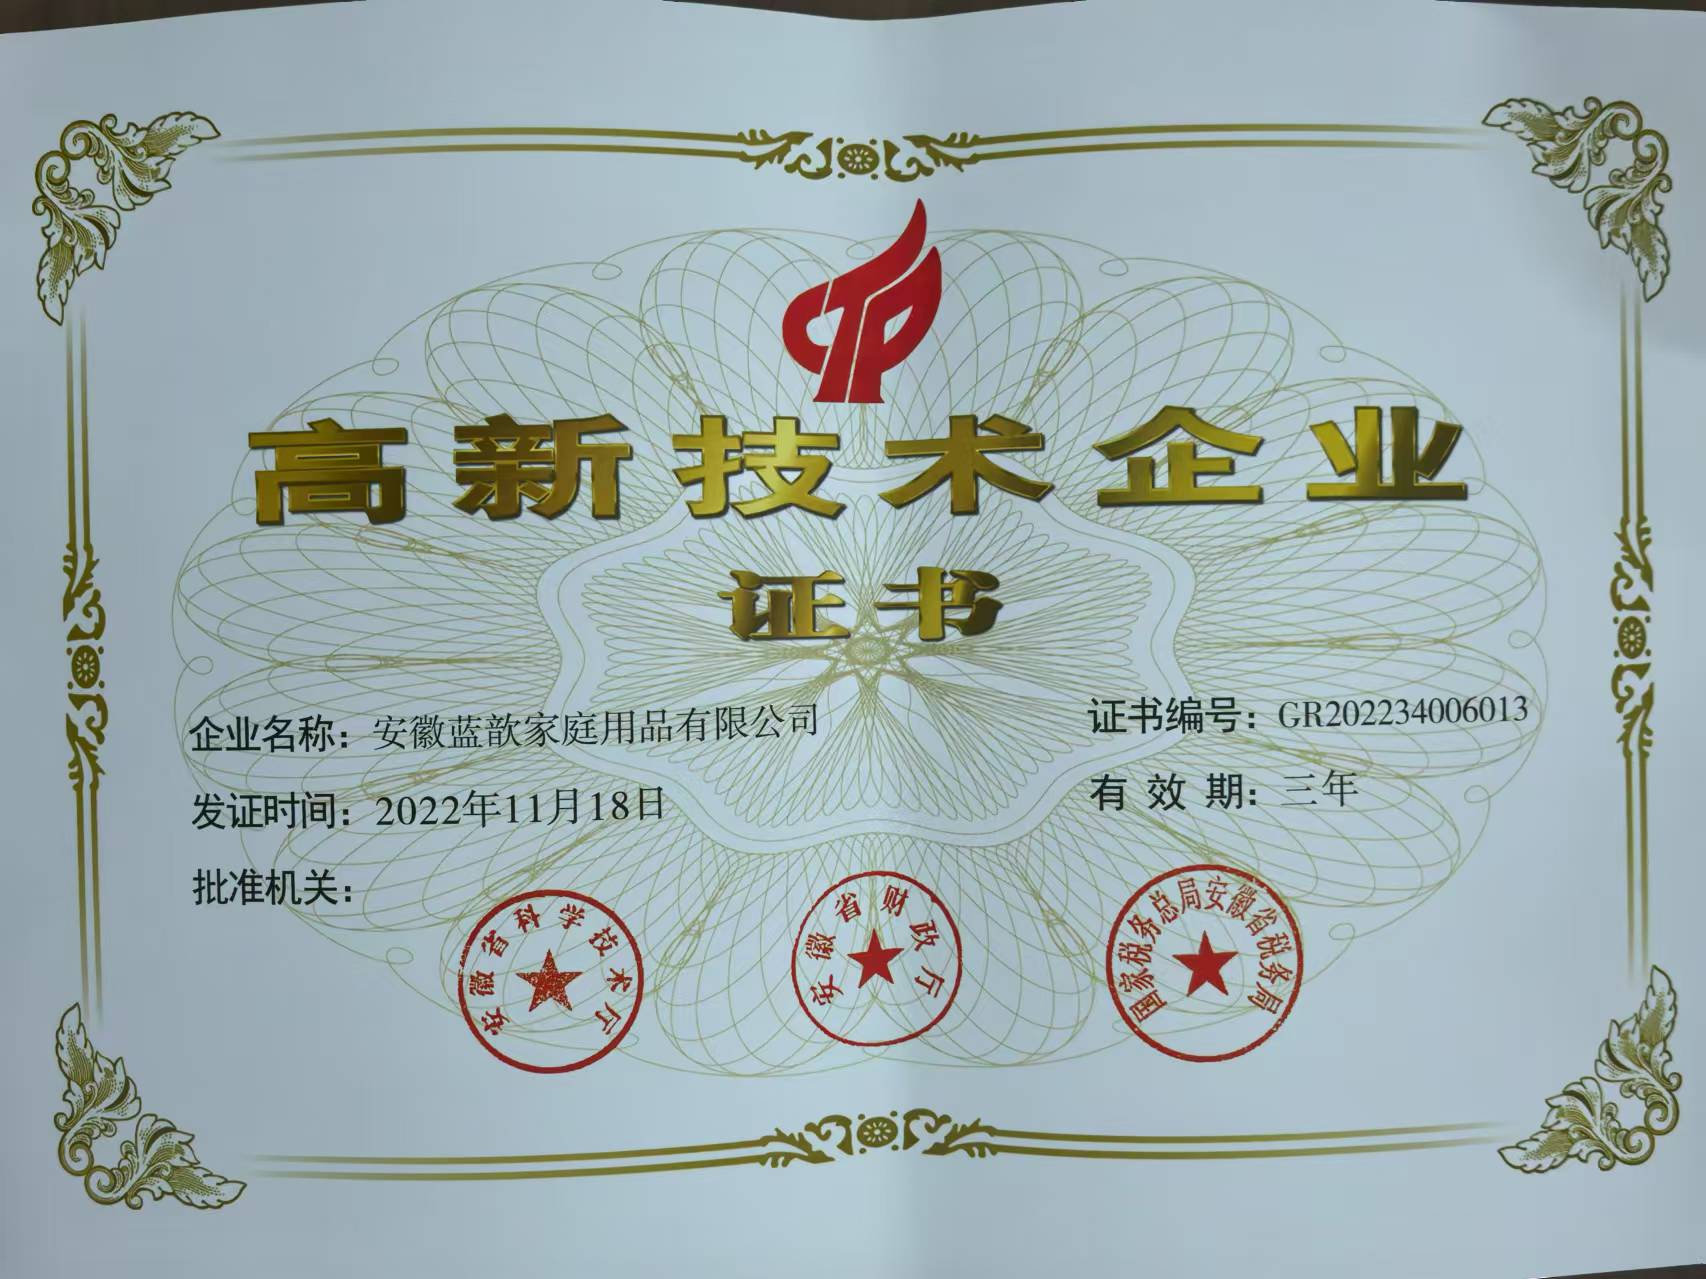 高新技术企业
证书
企业名称：安徽蓝歆家庭用品有限公司
证书编号：GR202234006013
发证时间：2022年11月18日
有效期：三年
批准机关：
安徽省科学技术厅
安徽省财政厅
国家税务总局安徽省税务局